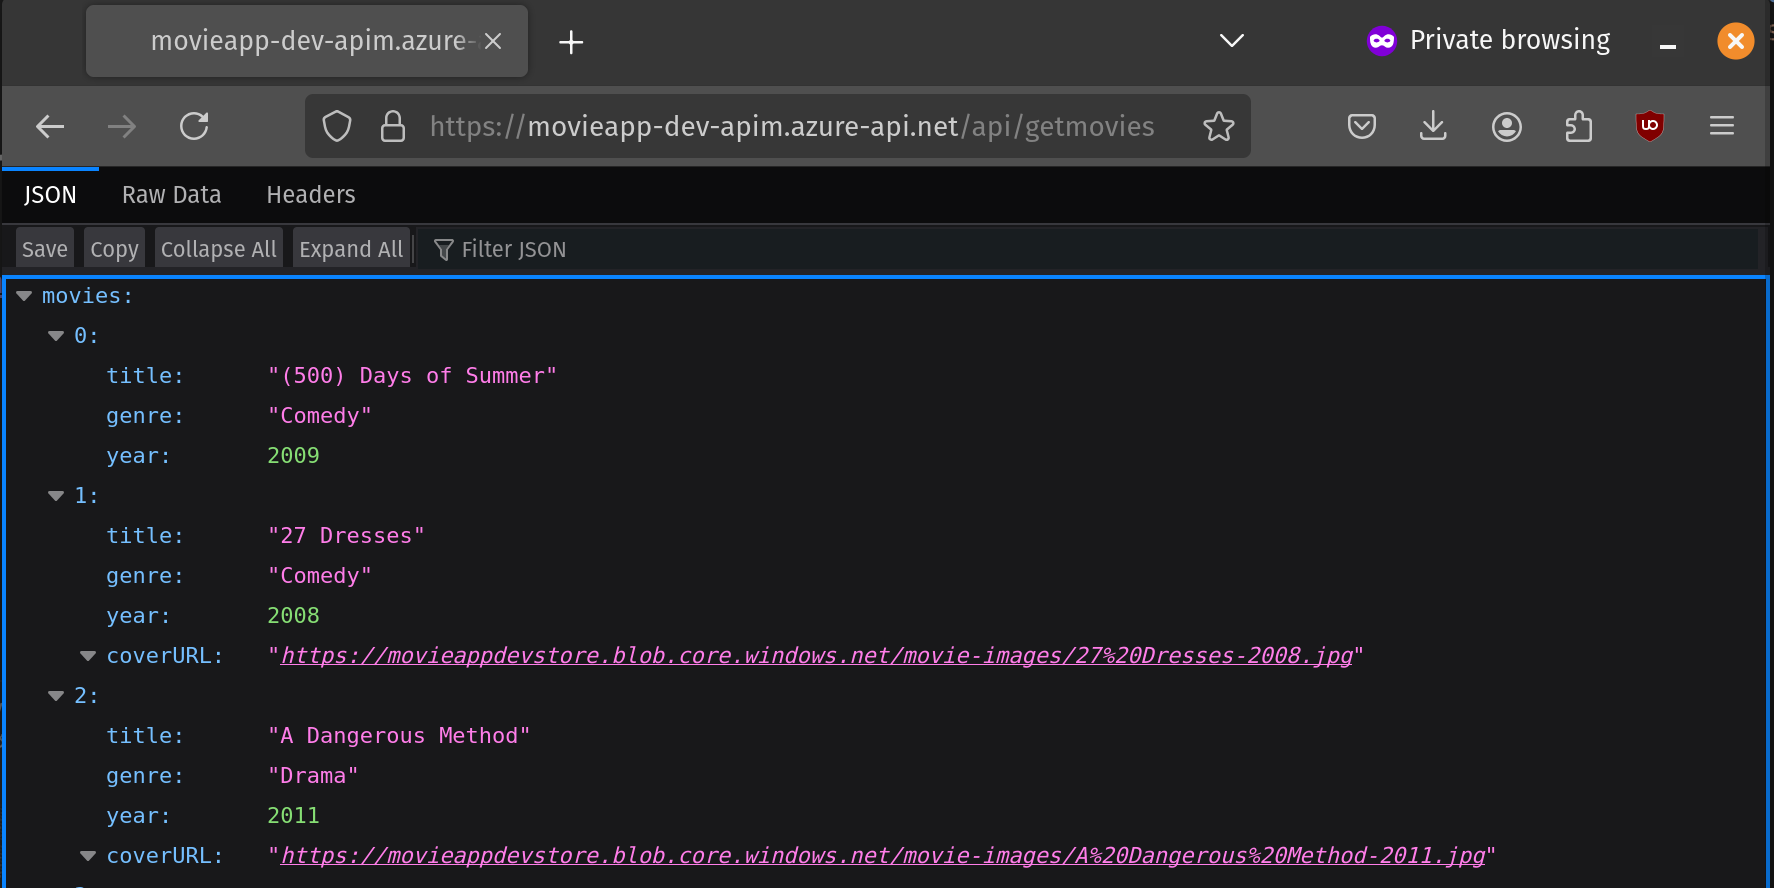 movieapp-dev-apim.azure-
Private browsing
https://movieapp-dev-apim.azure-api.net/api/getmovies
JSON Raw Data Headers
Save Copy Collapse All Expand All Filter JSON
movies:
0:
title: "(500) Days of Summer"
genre: "Comedy"
year: 2009
1:
title: "27 Dresses"
genre: "Comedy"
year: 2008
coverURL: "https://movieappdevstore.blob.core.windows.net/movie-images/27%20Dresses-2008.jpg"
2:
title: "A Dangerous Method"
genre: "Drama"
year: 2011
coverURL: "https://movieappdevstore.blob.core.windows.net/movie-images/A%20Dangerous%20Method-2011.jpg"